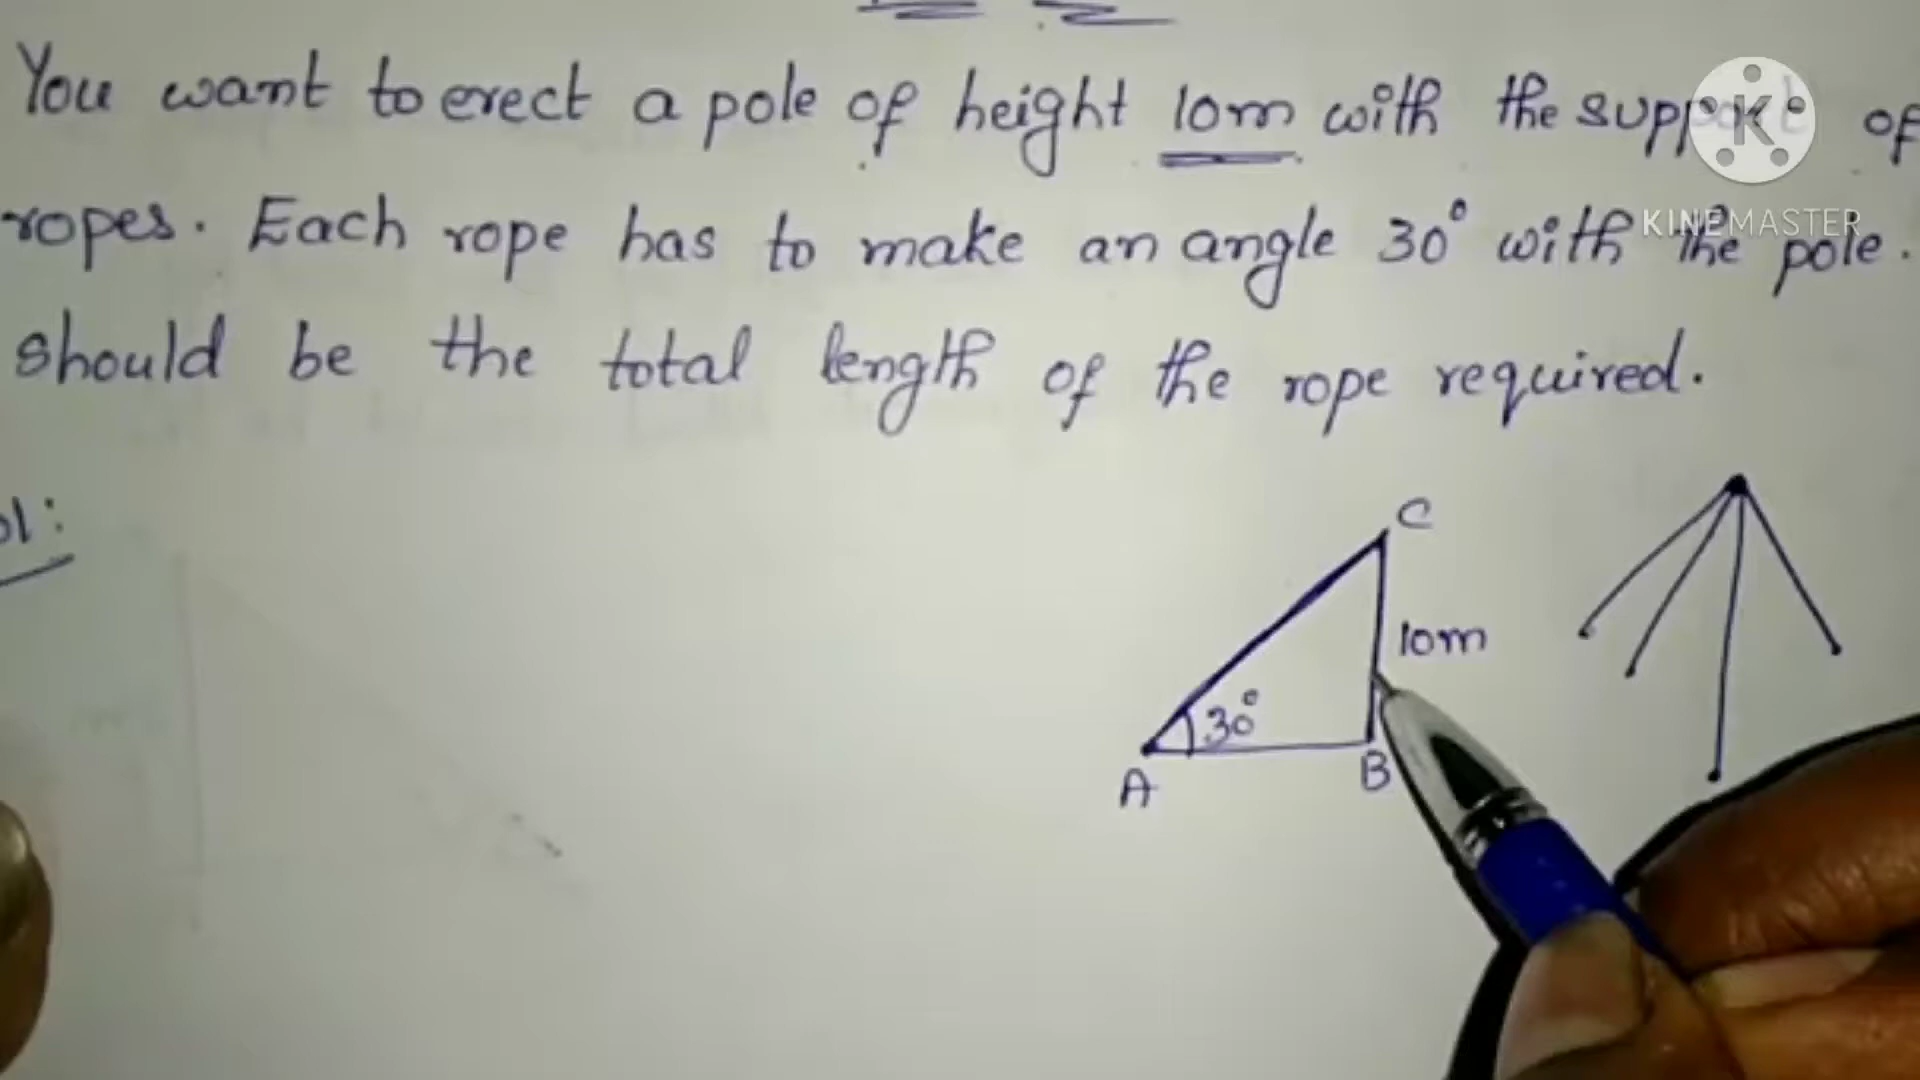 You want to erect a pole of height 10m with the support of
ropes. Each rope has to make an angle 30° with the pole.
should be the total length of the rope required.
K
KINEMASTER
C
10m
30°
A
B